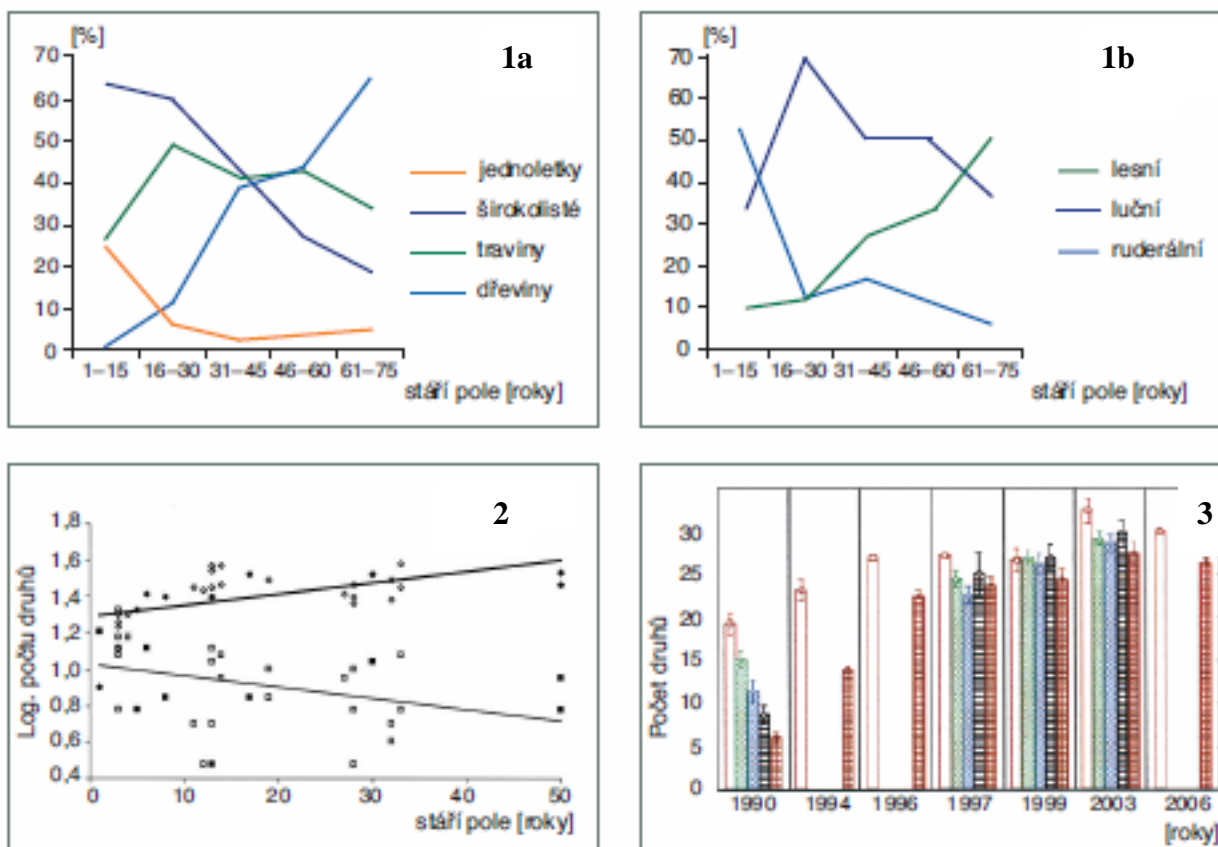 [%]
1a
70
60
50
40
30
20
10
0
jednoletky
širokolisté
traviny
dřeviny
1–15 16–30 31–45 46–60 61–75
stáří pole [roky]
[%]
1b
70
60
50
40
30
20
10
0
lesní
luční
ruderální
1–15 16–30 31–45 46–60 61–75
stáří pole [roky]
2
Log. počtu druhů
1,8
1,6
1,4
1,2
1,0
0,8
0,6
0,4
0 10 20 30 40 50
stáří pole [roky]
3
Počet druhů
30
25
20
15
10
5
0
1990 1994 1996 1997 1999 2003 2006
[roky]